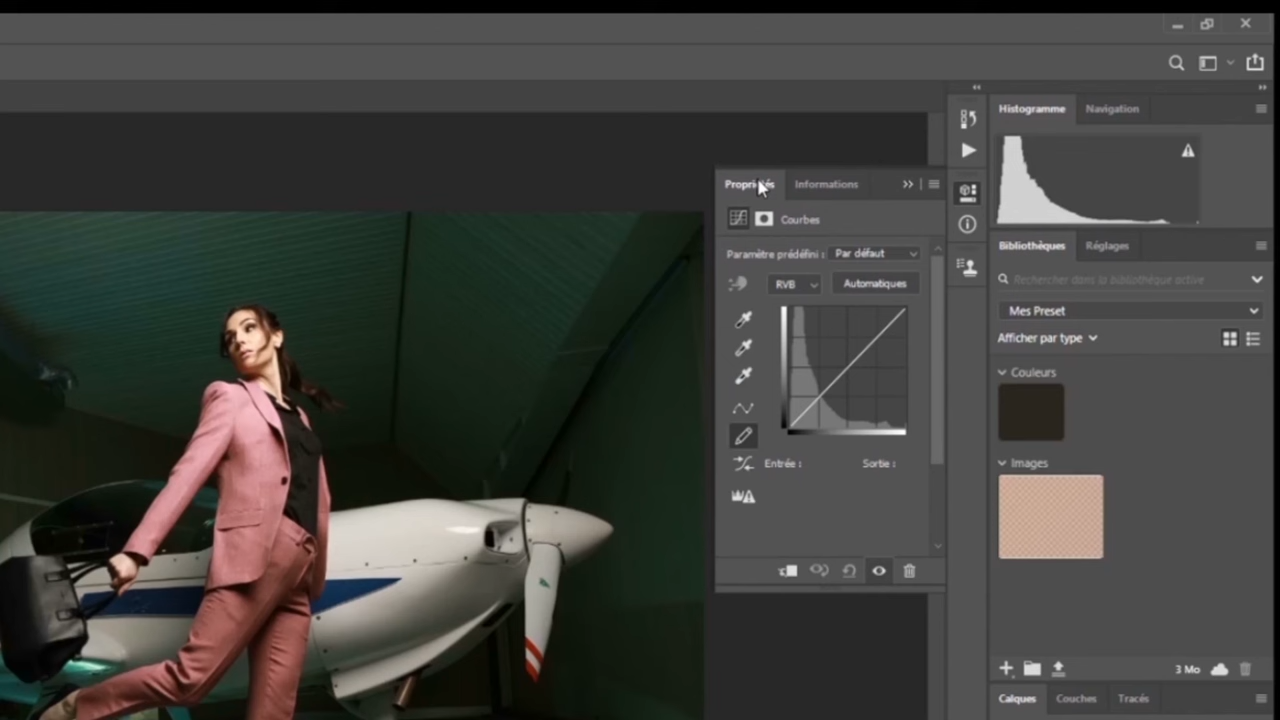 Histogramme Navigation
Propriétés Informations
Courbes
Paramètre prédéfini : Par défaut
RVB Automatiques
Entrée : Sortie :
Bibliothèques Réglages
Rechercher dans la bibliothèque active
Mes Preset
Afficher par type
Couleurs
Images
3 Mo
Calques Couches Tracés